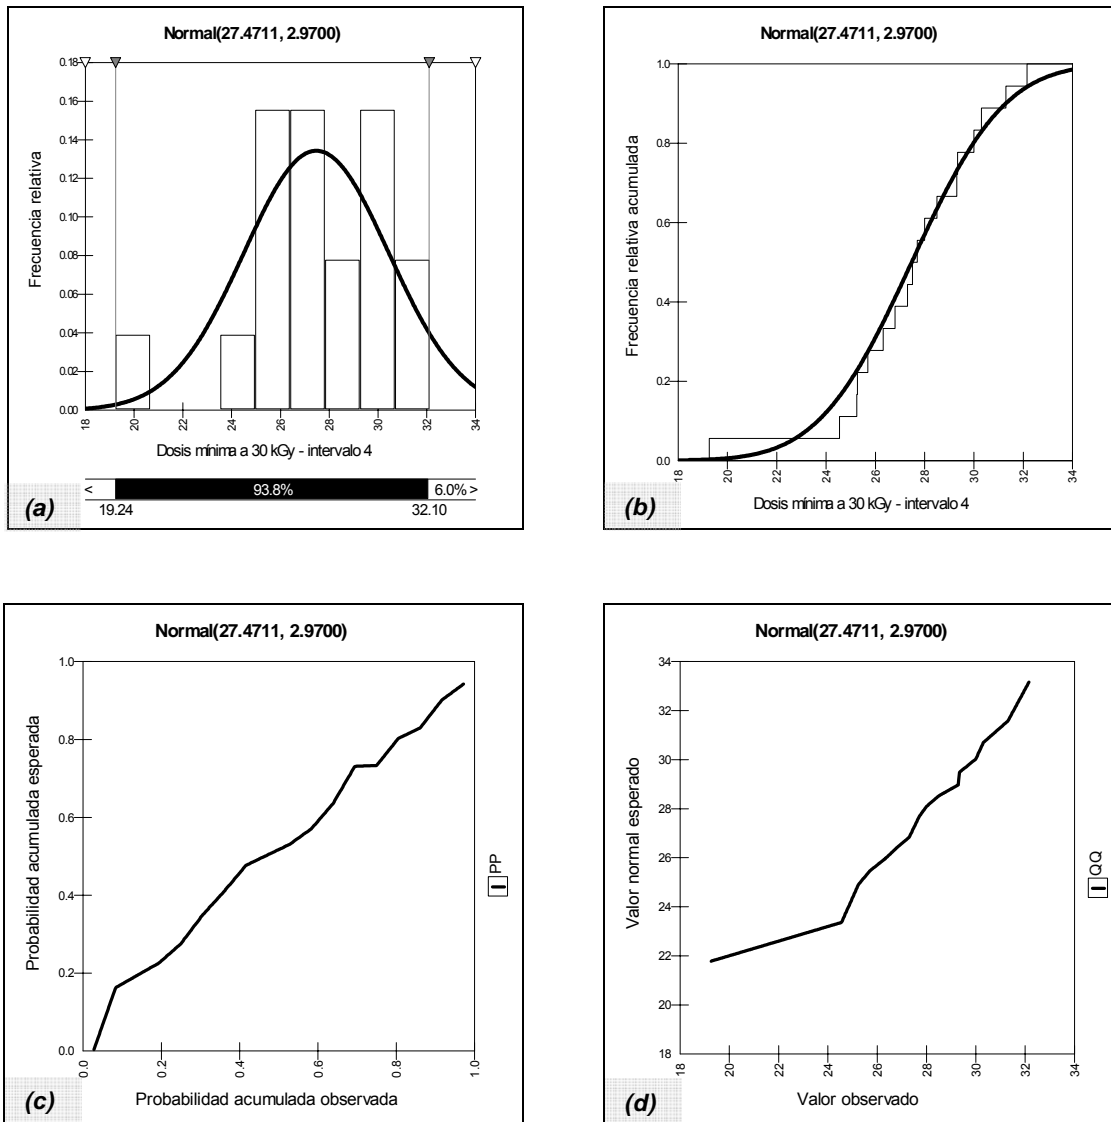 Normal(27.4711, 2.9700)
Frecuencia relativa
0.18
0.16
0.14
0.12
0.10
0.08
0.06
0.04
0.02
0.00
18 20 22 24 26 28 30 32 34
Dosis mínima a 30 kGy - intervalo 4
< 93.8% 6.0% >
19.24 32.10
(a)
Normal(27.4711, 2.9700)
Frecuencia relativa acumulada
1.0
0.8
0.6
0.4
0.2
0.0
18 20 22 24 26 28 30 32 34
Dosis mínima a 30 kGy - intervalo 4
(b)
Normal(27.4711, 2.9700)
Probabilidad acumulada esperada
1.0
0.8
0.6
0.4
0.2
0.0
0.0 0.2 0.4 0.6 0.8 1.0
Probabilidad acumulada observada
PP
(c)
Normal(27.4711, 2.9700)
Valor normal esperado
34
32
30
28
26
24
22
20
18
18 20 22 24 26 28 30 32 34
Valor observado
QQ
(d)